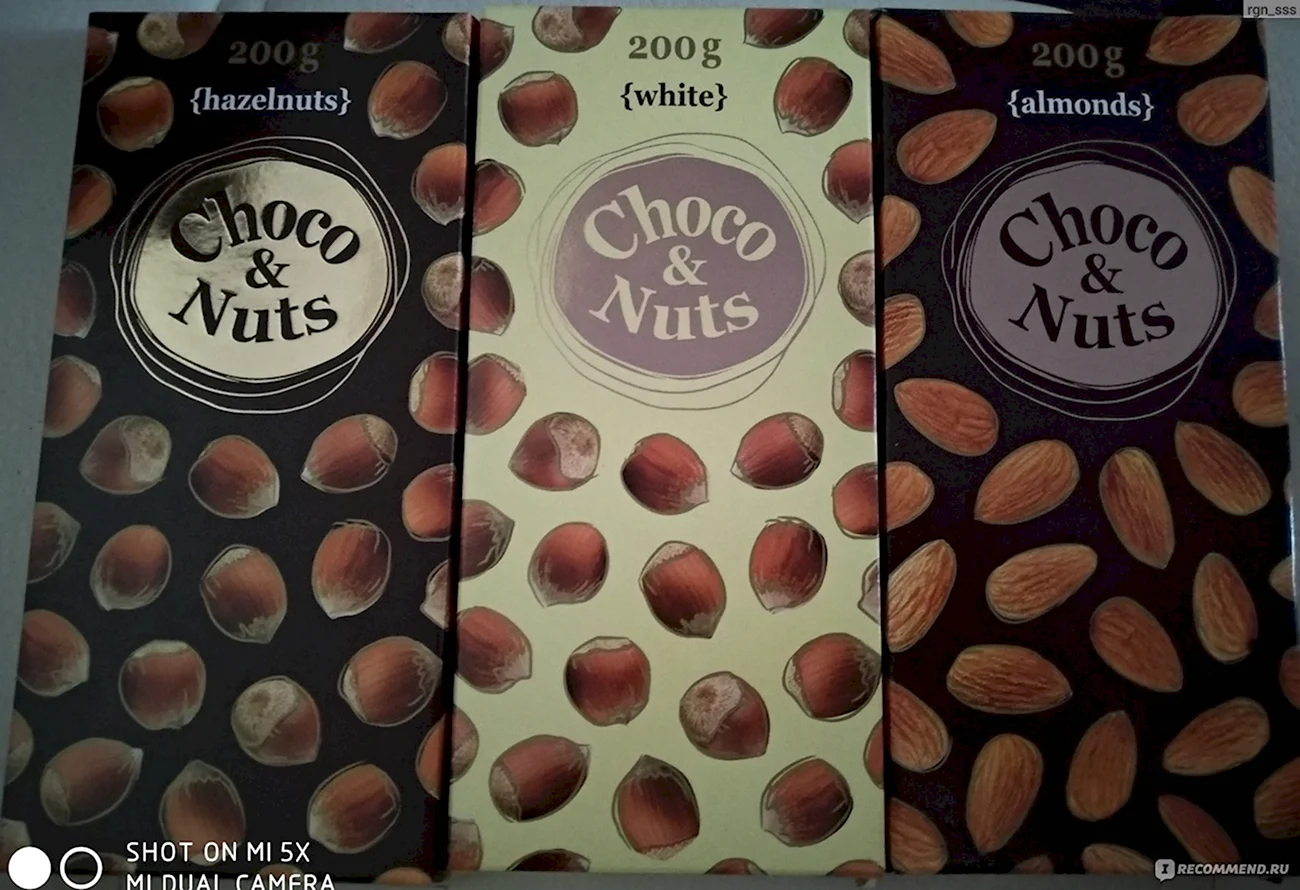 rgn_sss
200g
{hazelnuts}
Choco
&
Nuts
200g
{white}
Choco
&
Nuts
200g
{almonds}
Choco
&
Nuts
SHOT ON MI 5X
MI DUAL CAMERA
RECOMMEND.RU